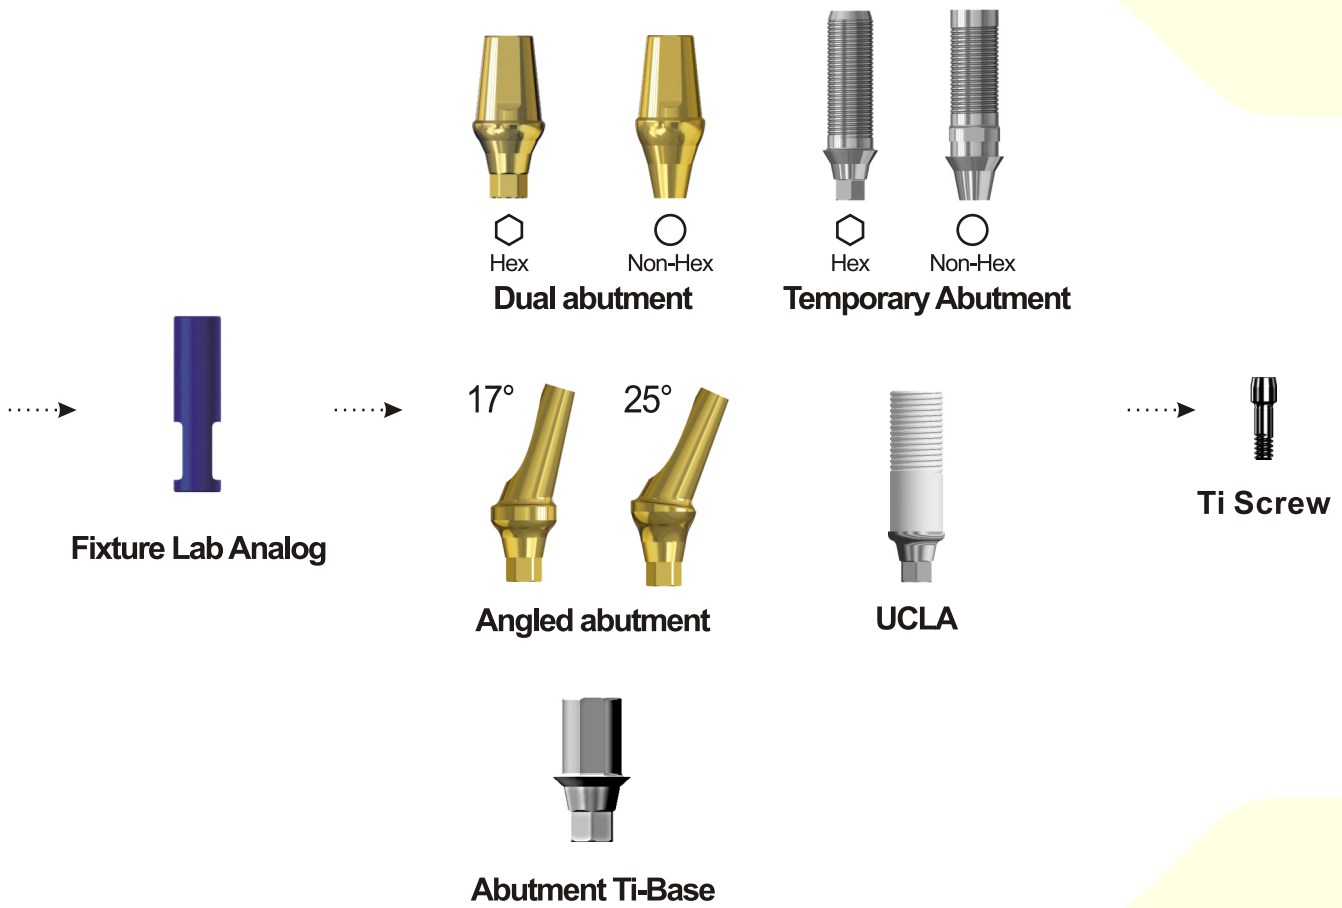 Hex
Non-Hex
Hex
Non-Hex
Dual abutment
Temporary Abutment
17°
25°
Fixture Lab Analog
Ti Screw
Angled abutment
UCLA
Abutment Ti-Base